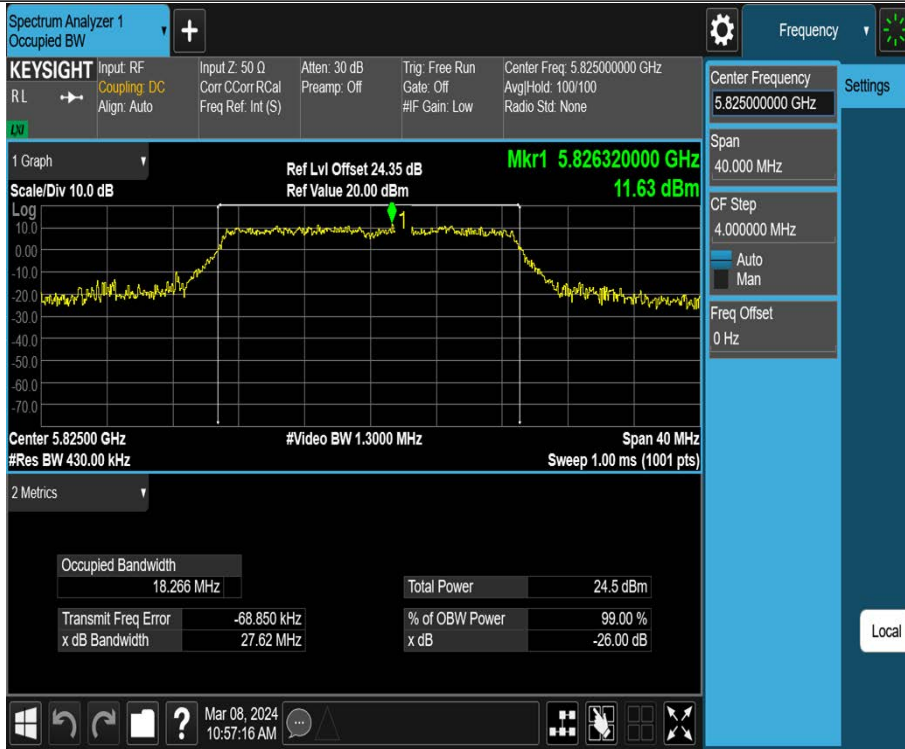 Spectrum Analyzer 1
Occupied BW
+
Frequency
KEYSIGHT
RL
LXI
Input: RF
Coupling: DC
Align: Auto
Input Z: 50 Ω
Corr CCorr RCal
Freq Ref: Int (S)
Atten: 30 dB
Preamp: Off
Trig: Free Run
Gate: Off
#IF Gain: Low
Center Freq: 5.825000000 GHz
Avg|Hold: 100/100
Radio Std: None
Center Frequency
5.825000000 GHz
Settings
Span
40.000 MHz
CF Step
4.000000 MHz
Auto
Man
Freq Offset
0 Hz
Local
1 Graph
Scale/Div 10.0 dB
Ref Lvl Offset 24.35 dB
Ref Value 20.00 dBm
Mkr1 5.826320000 GHz
11.63 dBm
Log
10.0
0.00
-10.0
-20.0
-30.0
-40.0
-50.0
-60.0
-70.0
1
Center 5.82500 GHz
#Video BW 1.3000 MHz
Span 40 MHz
#Res BW 430.00 kHz
Sweep 1.00 ms (1001 pts)
2 Metrics
Occupied Bandwidth
18.266 MHz
Total Power 24.5 dBm
Transmit Freq Error -68.850 kHz
% of OBW Power 99.00 %
x dB Bandwidth 27.62 MHz
x dB -26.00 dB
?
Mar 08, 2024
10:57:16 AM